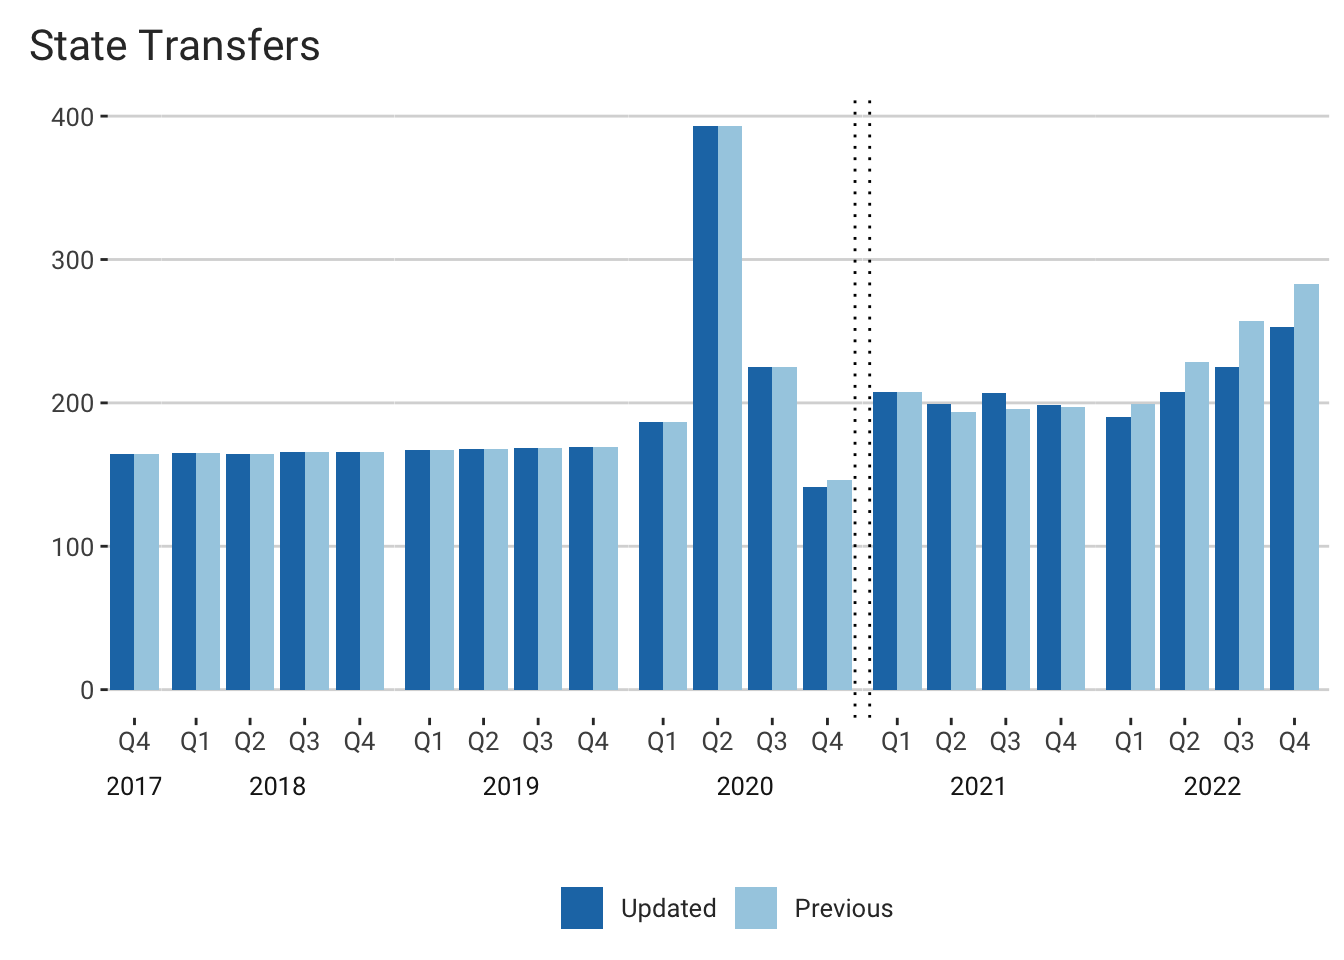 State Transfers
400
300
200
100
0
Q4 Q1 Q2 Q3 Q4 Q1 Q2 Q3 Q4 Q1 Q2 Q3 Q4 Q1 Q2 Q3 Q4 Q1 Q2 Q3 Q4
2017 2018 2019 2020 2021 2022
Updated Previous